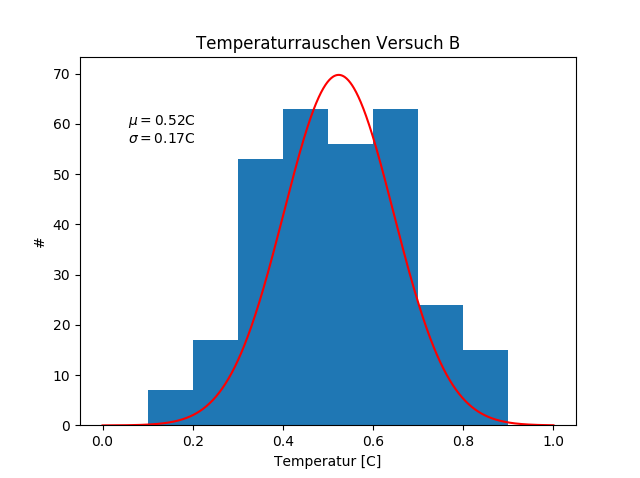 Temperaturrauschen Versuch B
70
60
50
40
30
20
10
0
#
μ = 0.52C
σ = 0.17C
0.0 0.2 0.4 0.6 0.8 1.0
Temperatur [C]